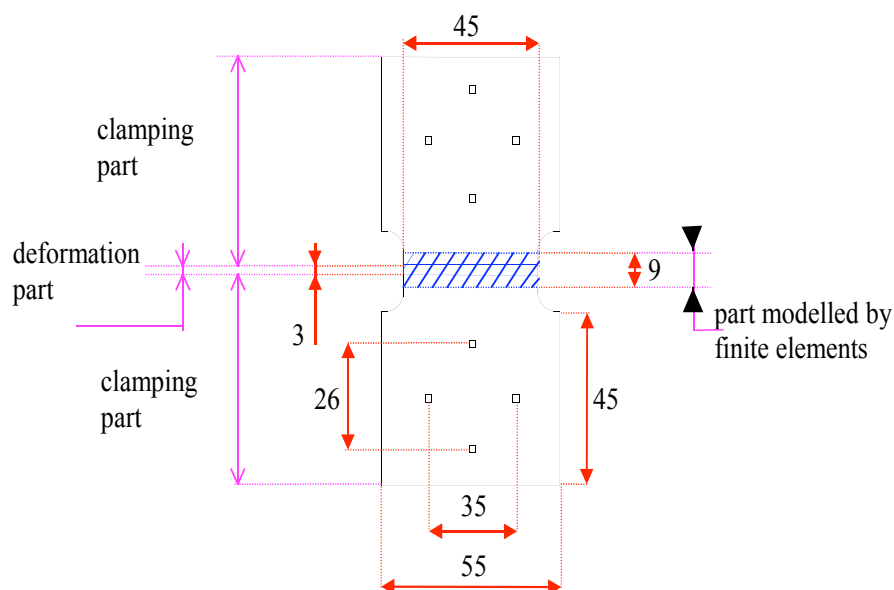 45
clamping
part
deformation
part
3
9
part modelled by
finite elements
clamping
part
26
45
35
55